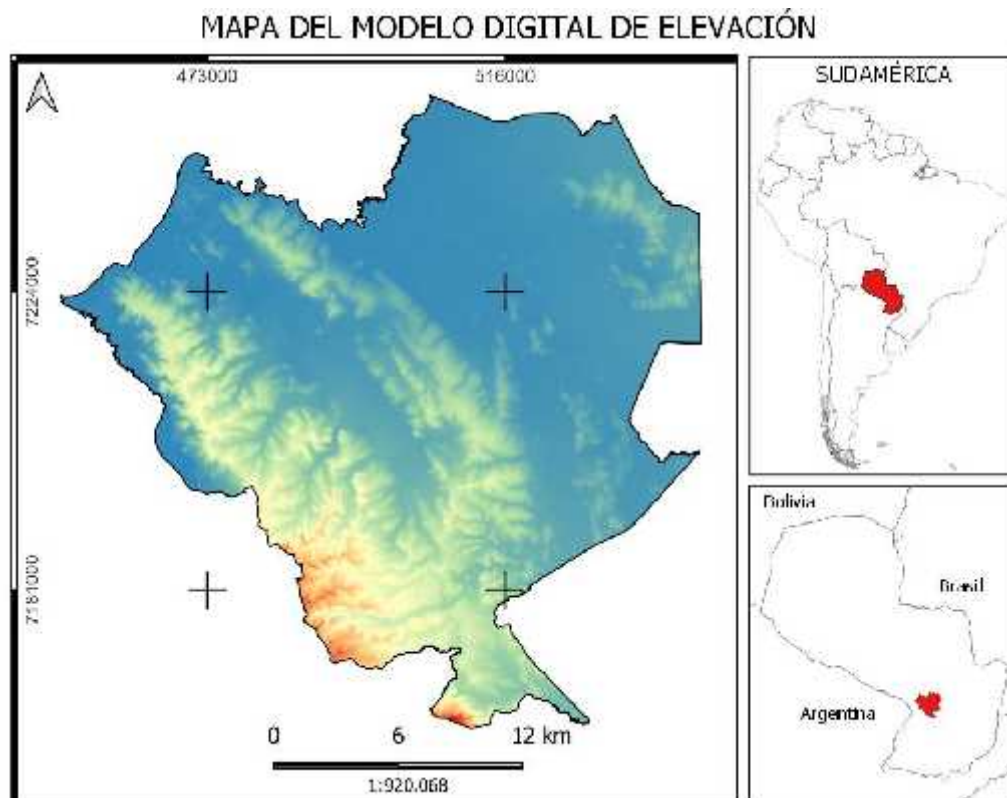 MAPA DEL MODELO DIGITAL DE ELEVACIÓN
473000
516000
7224000
7181000
0 6 12 km
1:920.068
SUDAMÉRICA
Bolivia
Brasil
Argentina